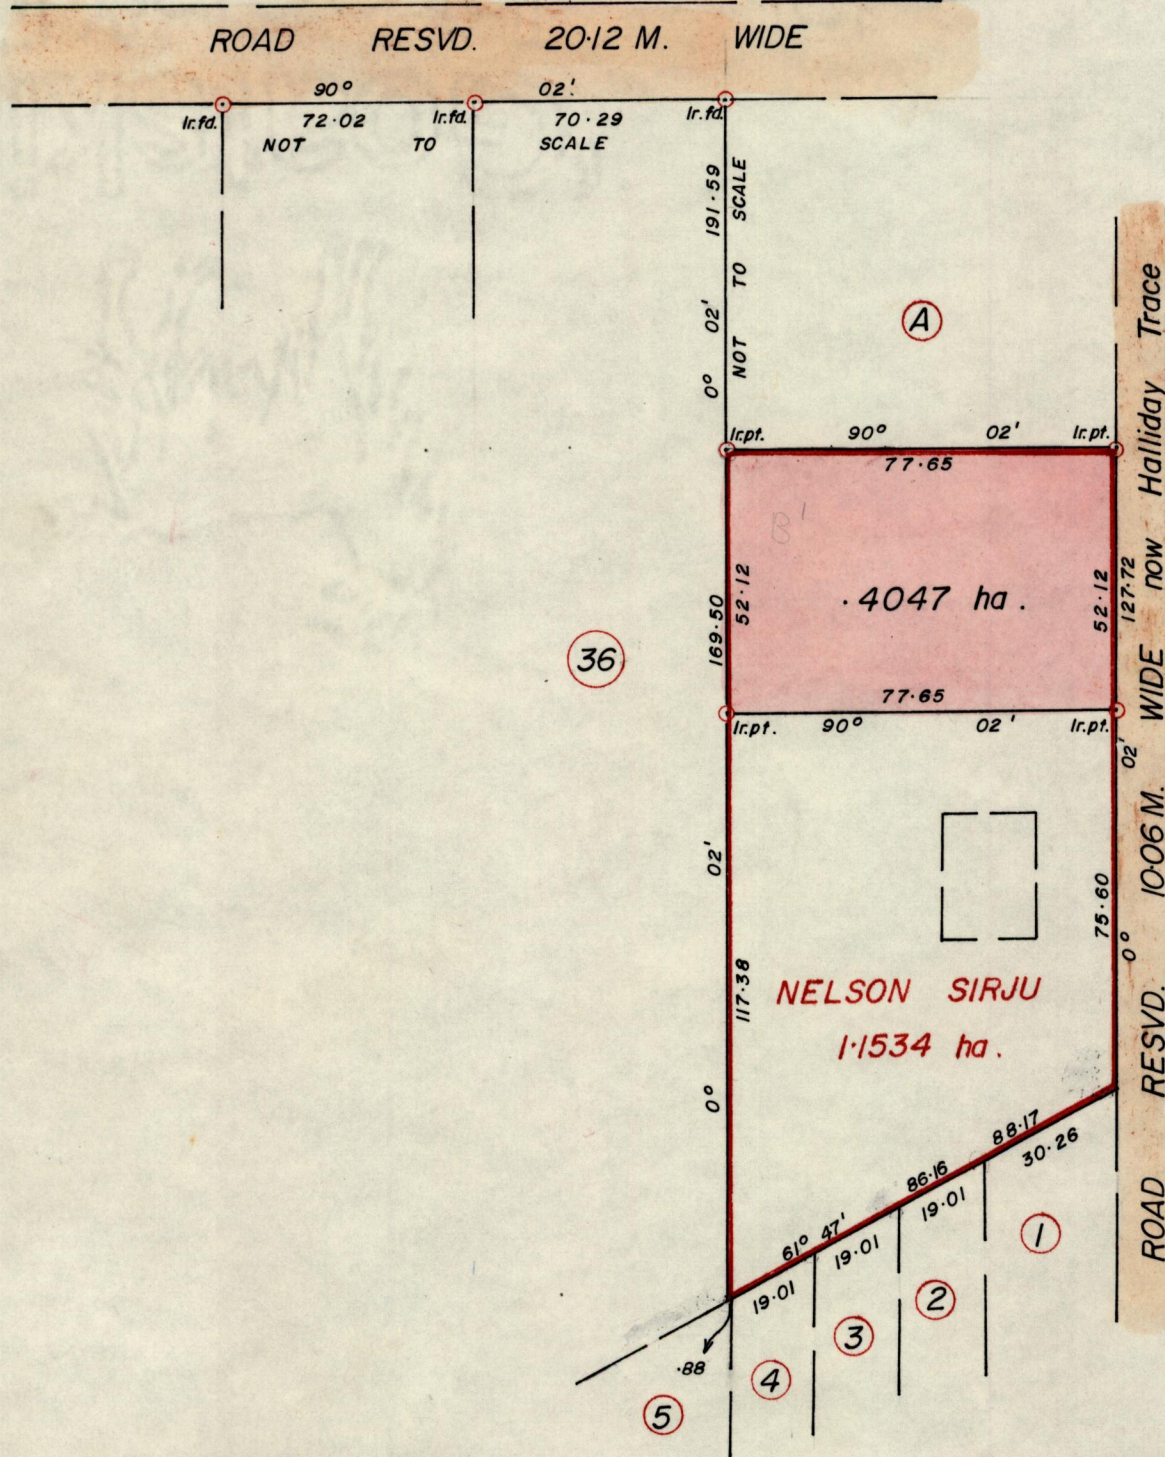 ROAD RESVD. 20·12 M. WIDE
90° 02'.
Ir.fd. 72·02 Ir.fd. 70·29 Ir.fd.
NOT TO SCALE
0° 02' 191·59
NOT TO SCALE
A
Ir.pt. 90° 02' Ir.pt.
77·65
B'
·4047 ha.
169·50
52·12
52·12
127·72
36
77·65
Ir.pt. 90° 02' Ir.pt.
0° 02'
117·38
75·60
0° 02'
NELSON SIRJU
1·1534 ha.
61° 47' 86·16 88·17
19·01 19·01 19·01 30·26
·88
1
2
3
4
5
ROAD RESVD. 10·06 M. WIDE now Halliday Trace